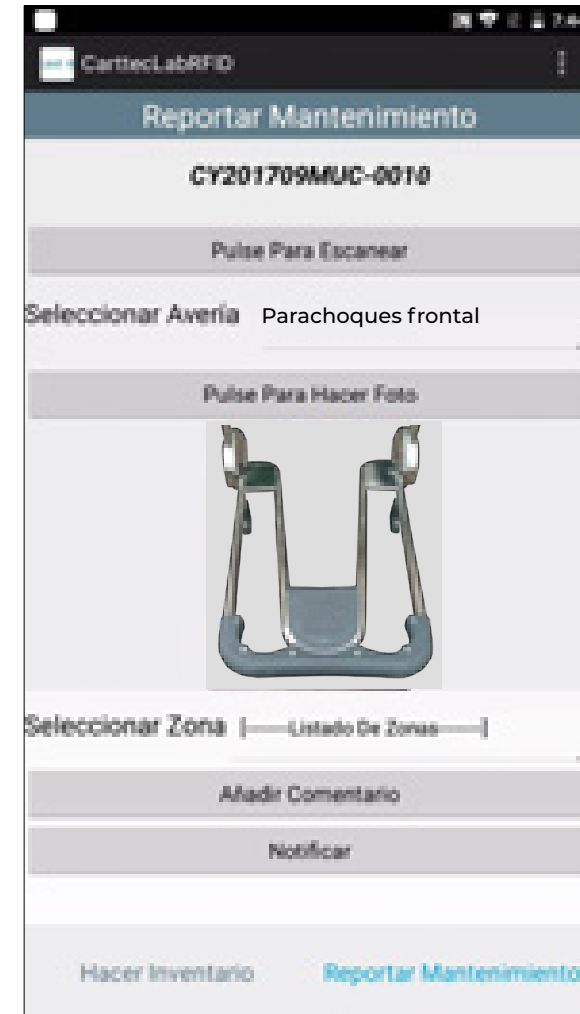 CarttecLabRFID
Reportar Mantenimiento
CY201709MUC-0010
Pulse Para Escanear
Seleccionar Avería Parachoques frontal
Pulse Para Hacer Foto
Seleccionar Zona [-----Listado De Zonas-----]
Añadir Comentario
Notificar
Hacer Inventario Reportar Mantenimiento